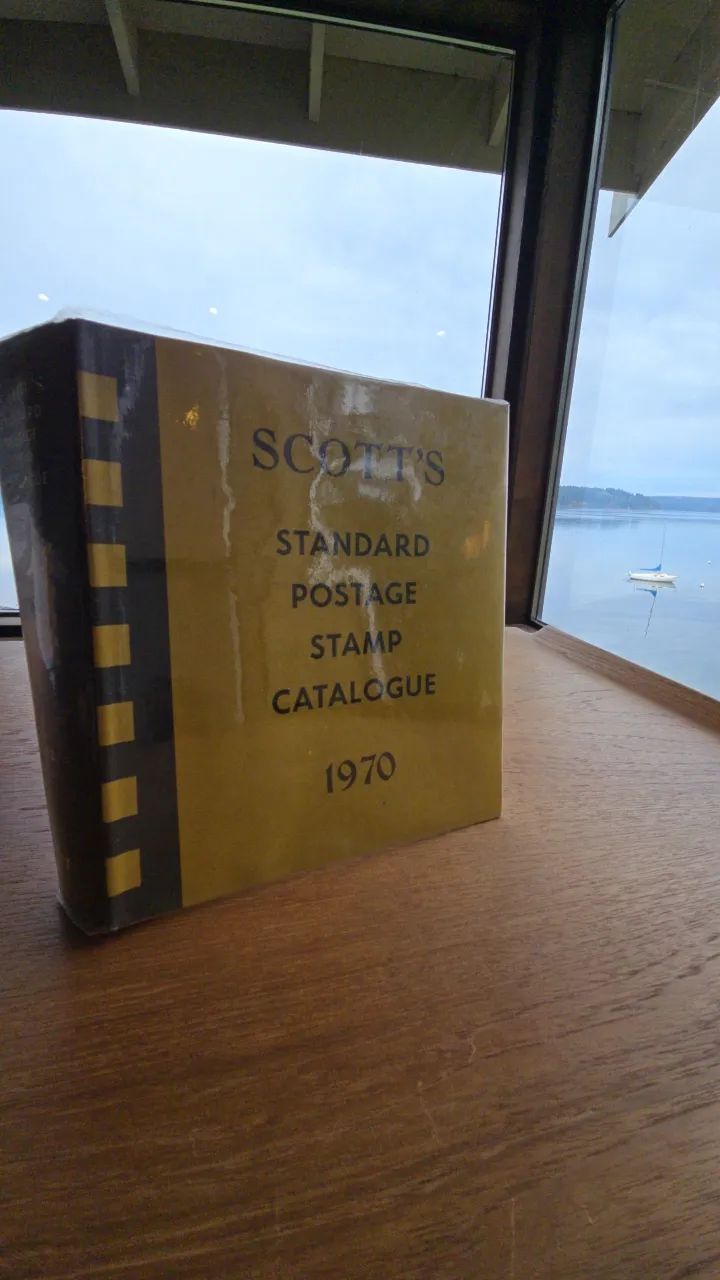 SCOTT'S
STANDARD
POSTAGE
STAMP
CATALOGUE
1970